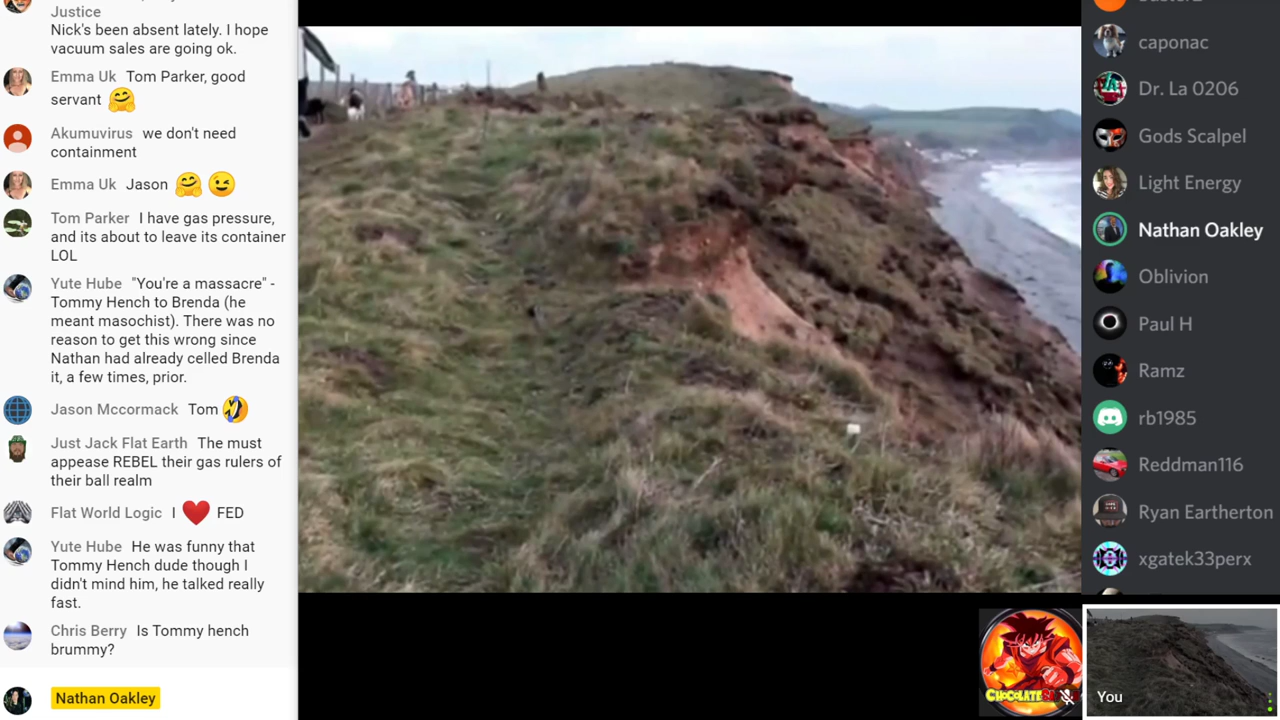 Justice
Nick's been absent lately. I hope
vacuum sales are going ok.
Emma Uk Tom Parker, good
servant 🤗
Akumuvirus we don't need
containment
Emma Uk Jason 🤗 😉
Tom Parker I have gas pressure,
and its about to leave its container
LOL
Yute Hube "You're a massacre" -
Tommy Hench to Brenda (he
meant masochist). There was no
reason to get this wrong since
Nathan had already celled Brenda
it, a few times, prior.
Jason Mccormack Tom 🤣
Just Jack Flat Earth The must
appease REBEL their gas rulers of
their ball realm
Flat World Logic I ❤️ FED
Yute Hube He was funny that
Tommy Hench dude though I
didn't mind him, he talked really
fast.
Chris Berry Is Tommy hench
brummy?
Nathan Oakley
caponac
Dr. La 0206
Gods Scalpel
Light Energy
Nathan Oakley
Oblivion
Paul H
Ramz
rb1985
Reddman116
Ryan Eartherton
xgatek33perx
You